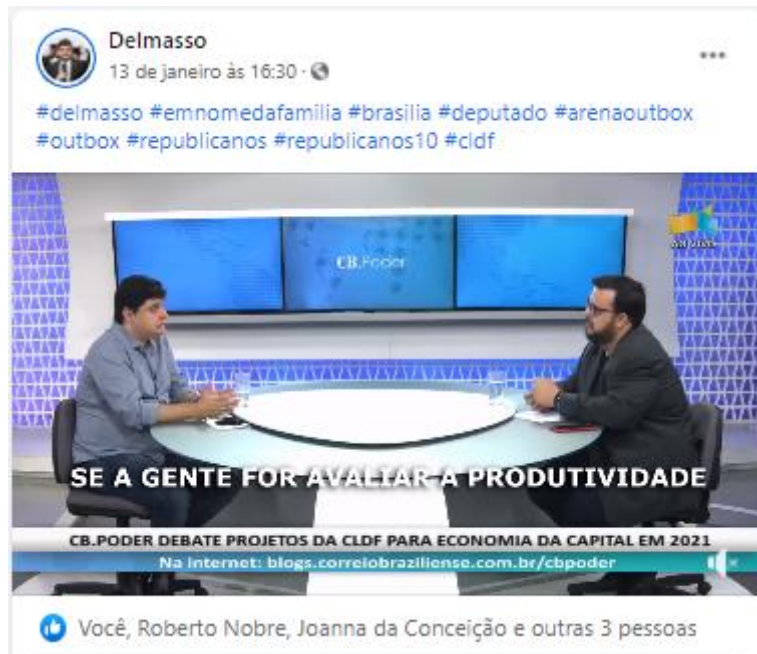 Delmasso
13 de janeiro às 16:30 ·
#delmasso #emnomedafamilia #brasilia #deputado #arenaoutbox
#outbox #republicanos #republicanos10 #cldf
CB.Poder
SE A GENTE FOR AVALIAR A PRODUTIVIDADE
CB.PODER DEBATE PROJETOS DA CLDF PARA ECONOMIA DA CAPITAL EM 2021
Na Internet: blogs.correiobraziliense.com.br/cbpoder
Você, Roberto Nobre, Joanna da Conceição e outras 3 pessoas